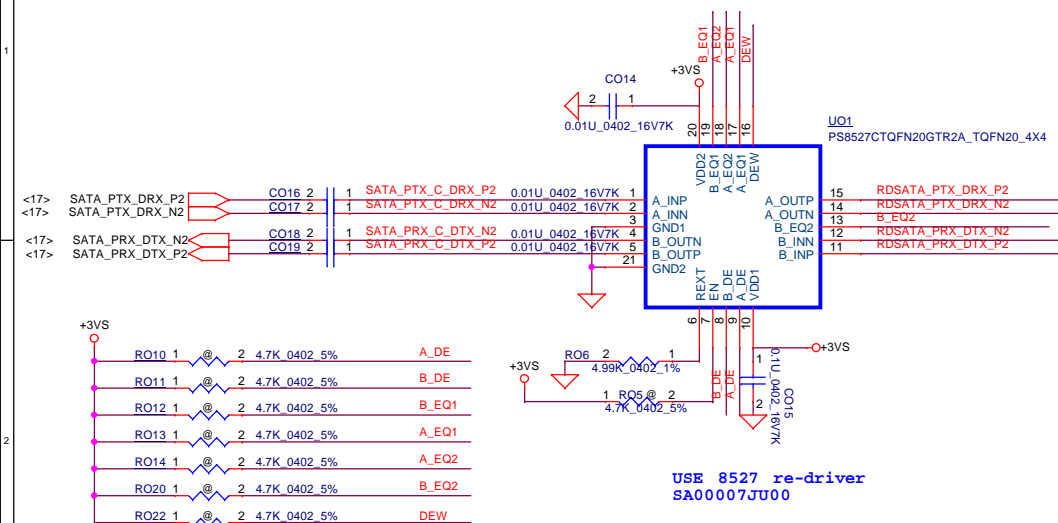 1
B_EQ1
A_EQ2
A_EQ1
DEW
+3VS
CO14
2 1
0.01U_0402_16V7K
20
19
18
17
16
UO1
PS8527CTQFN20GTR2A_TQFN20_4X4
VDD2
B_EQ1
A_EQ2
A_EQ1
DEW
<17> SATA_PTX_DRX_P2 CO16 2 1 SATA_PTX_C_DRX_P2 0.01U_0402_16V7K 1 A_INP A_OUTP 15 RDSATA_PTX_DRX_P2
<17> SATA_PTX_DRX_N2 CO17 2 1 SATA_PTX_C_DRX_N2 0.01U_0402_16V7K 2 A_INN A_OUTN 14 RDSATA_PTX_DRX_N2
3 GND1 B_EQ2 13 B_EQ2
<17> SATA_PRX_DTX_N2 CO18 2 1 SATA_PRX_C_DTX_N2 0.01U_0402_16V7K 4 B_OUTN B_INN 12 RDSATA_PRX_DTX_N2
<17> SATA_PRX_DTX_P2 CO19 2 1 SATA_PRX_C_DTX_P2 0.01U_0402_16V7K 5 B_OUTP B_INP 11 RDSATA_PRX_DTX_P2
21 GND2
REXT
EN
B_DE
A_DE
VDD1
6
7
8
9
10
+3VS
+3VS
RO6 2 1
4.99K_0402_1%
+3VS
1 RO5 @ 2
4.7K_0402_5%
B_DE
A_DE
1
2
0.1U_0402_16V7K
CO15
RO10 1 @ 2 4.7K_0402_5% A_DE
RO11 1 @ 2 4.7K_0402_5% B_DE
RO12 1 @ 2 4.7K_0402_5% B_EQ1
RO13 1 @ 2 4.7K_0402_5% A_EQ1
2
RO14 1 @ 2 4.7K_0402_5% A_EQ2
RO20 1 @ 2 4.7K_0402_5% B_EQ2
RO22 1 @ 2 4.7K_0402_5% DEW
USE 8527 re-driver
SA00007JU00